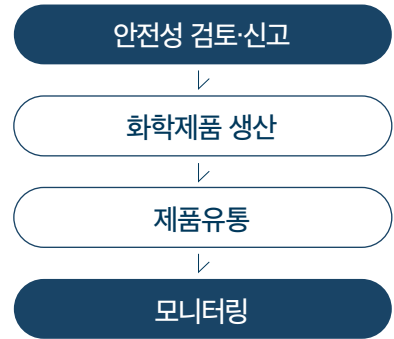 안전성 검토·신고
화학제품 생산
제품유통
모니터링